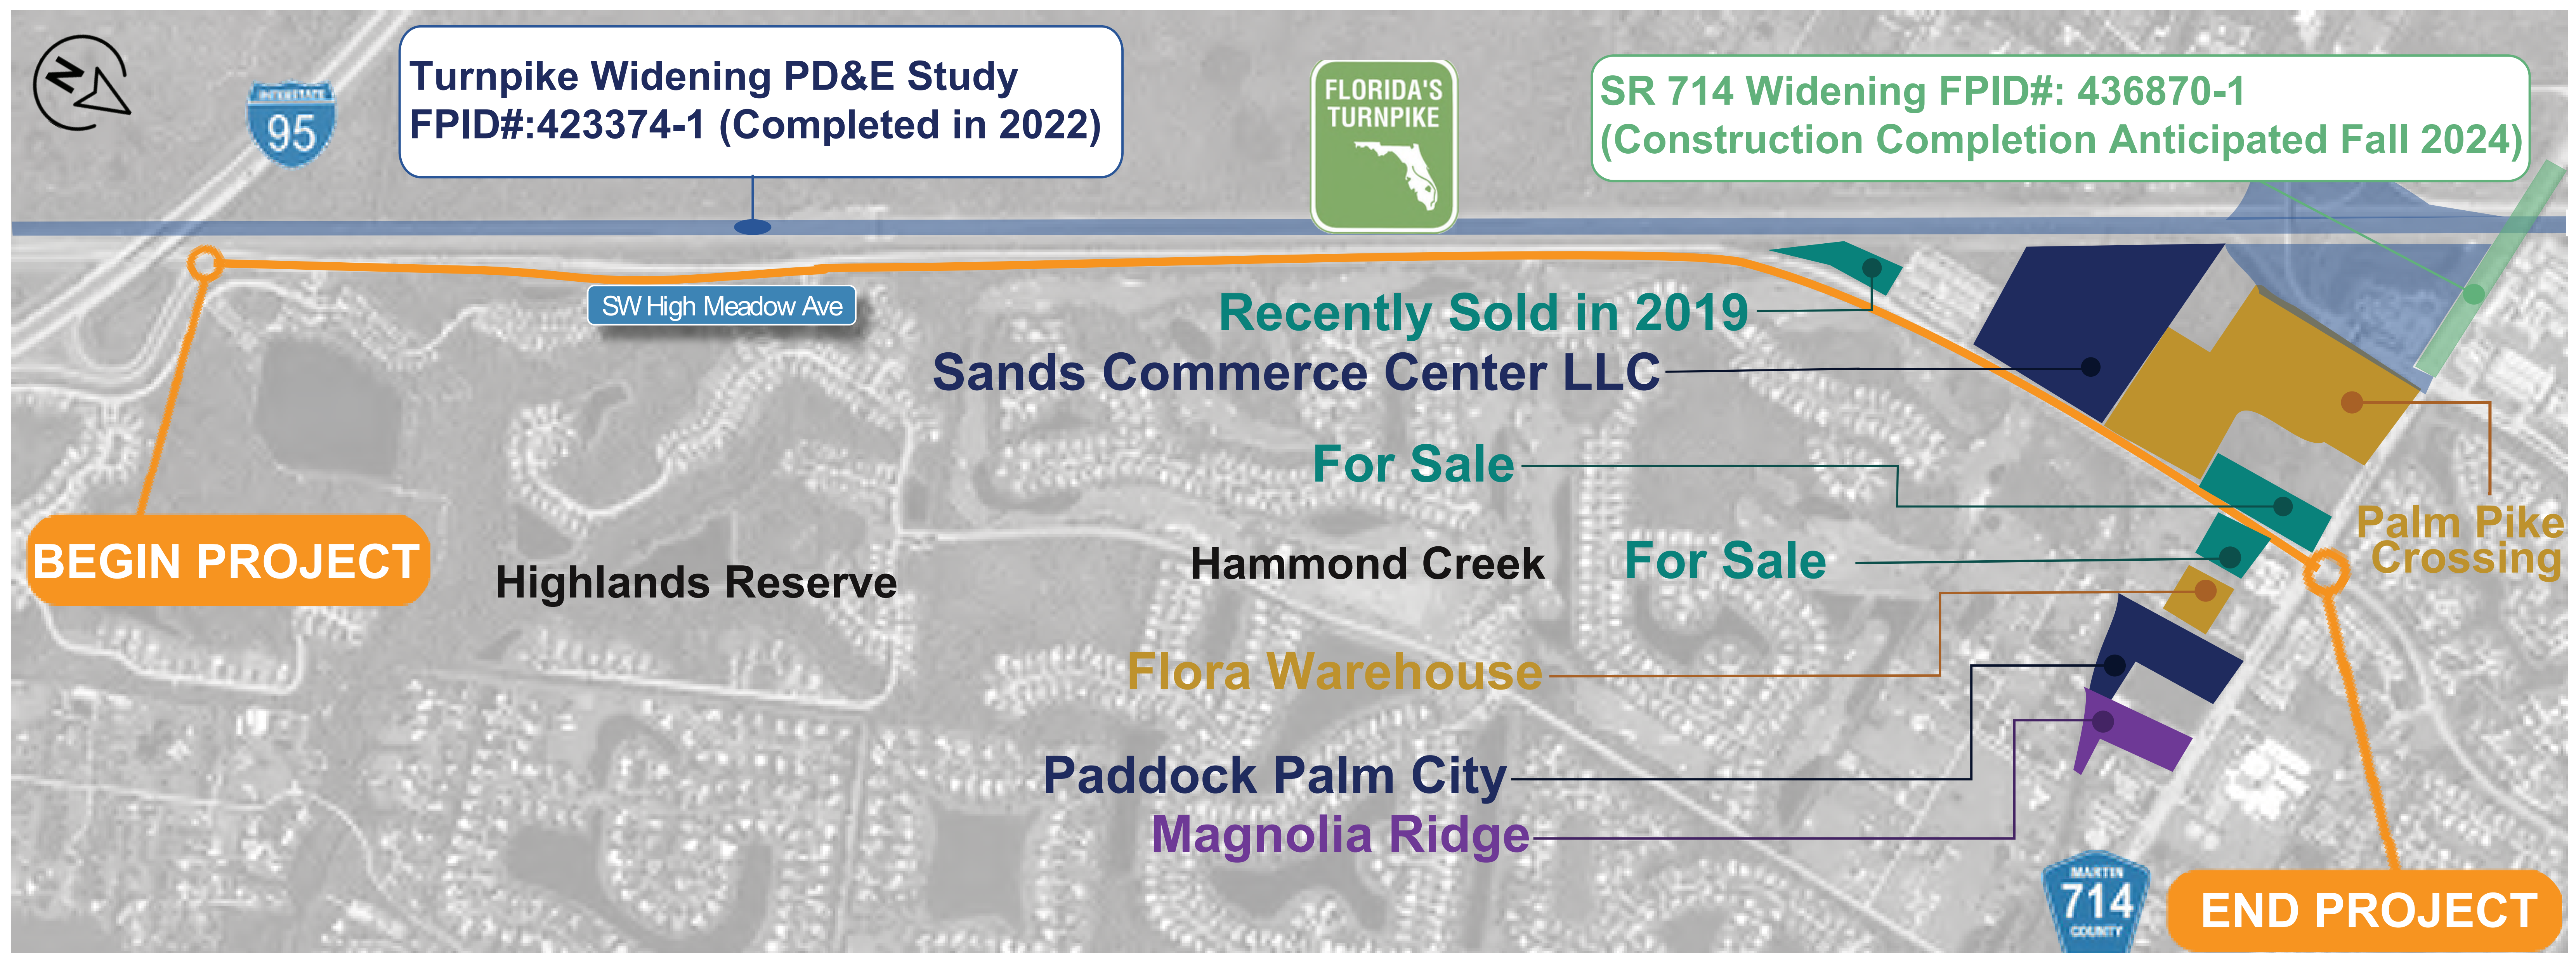 N
INTERSTATE
95
Turnpike Widening PD&E Study
FPID#:423374-1 (Completed in 2022)
FLORIDA'S
TURNPIKE
SR 714 Widening FPID#: 436870-1
(Construction Completion Anticipated Fall 2024)
SW High Meadow Ave
Recently Sold in 2019
Sands Commerce Center LLC
For Sale
Palm Pike
Crossing
BEGIN PROJECT
Highlands Reserve
Hammond Creek
For Sale
Flora Warehouse
Paddock Palm City
Magnolia Ridge
MARTIN
714
COUNTY
END PROJECT